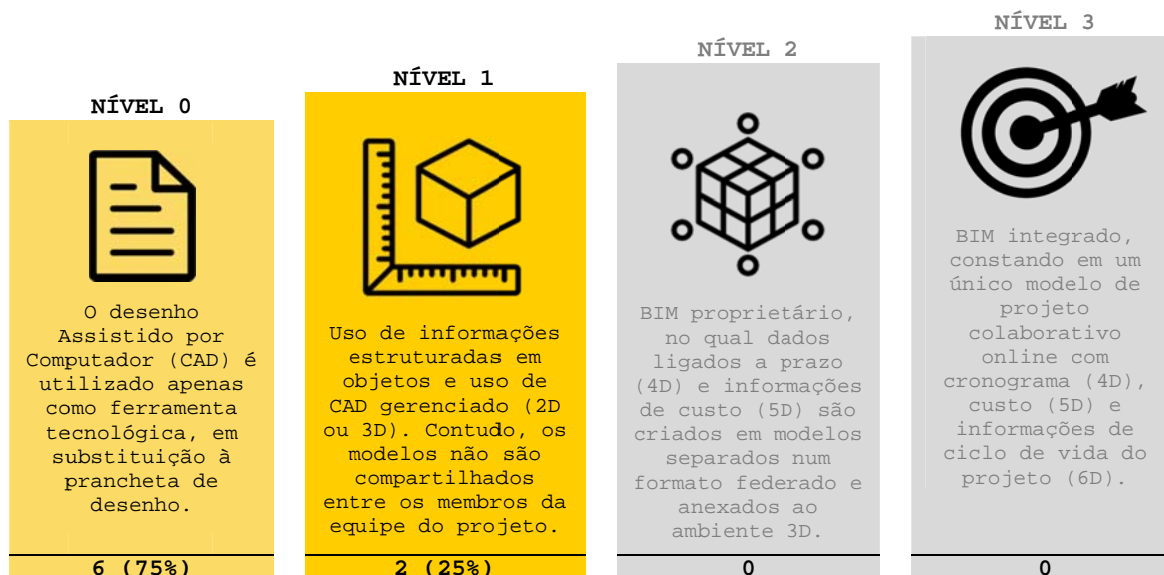 NÍVEL 0
O desenho
Assistido por
Computador (CAD) é
utilizado apenas
como ferramenta
tecnológica, em
substituição à
prancheta de
desenho.
6 (75%)
NÍVEL 1
Uso de informações
estruturadas em
objetos e uso de
CAD gerenciado (2D
ou 3D). Contudo, os
modelos não são
compartilhados
entre os membros da
equipe do projeto.
2 (25%)
NÍVEL 2
BIM proprietário,
no qual dados
ligados a prazo
(4D) e informações
de custo (5D) são
criados em modelos
separados num
formato federado e
anexados ao
ambiente 3D.
0
NÍVEL 3
BIM integrado,
constando em um
único modelo de
projeto
colaborativo
online com
cronograma (4D),
custo (5D) e
informações de
ciclo de vida do
projeto (6D).
0